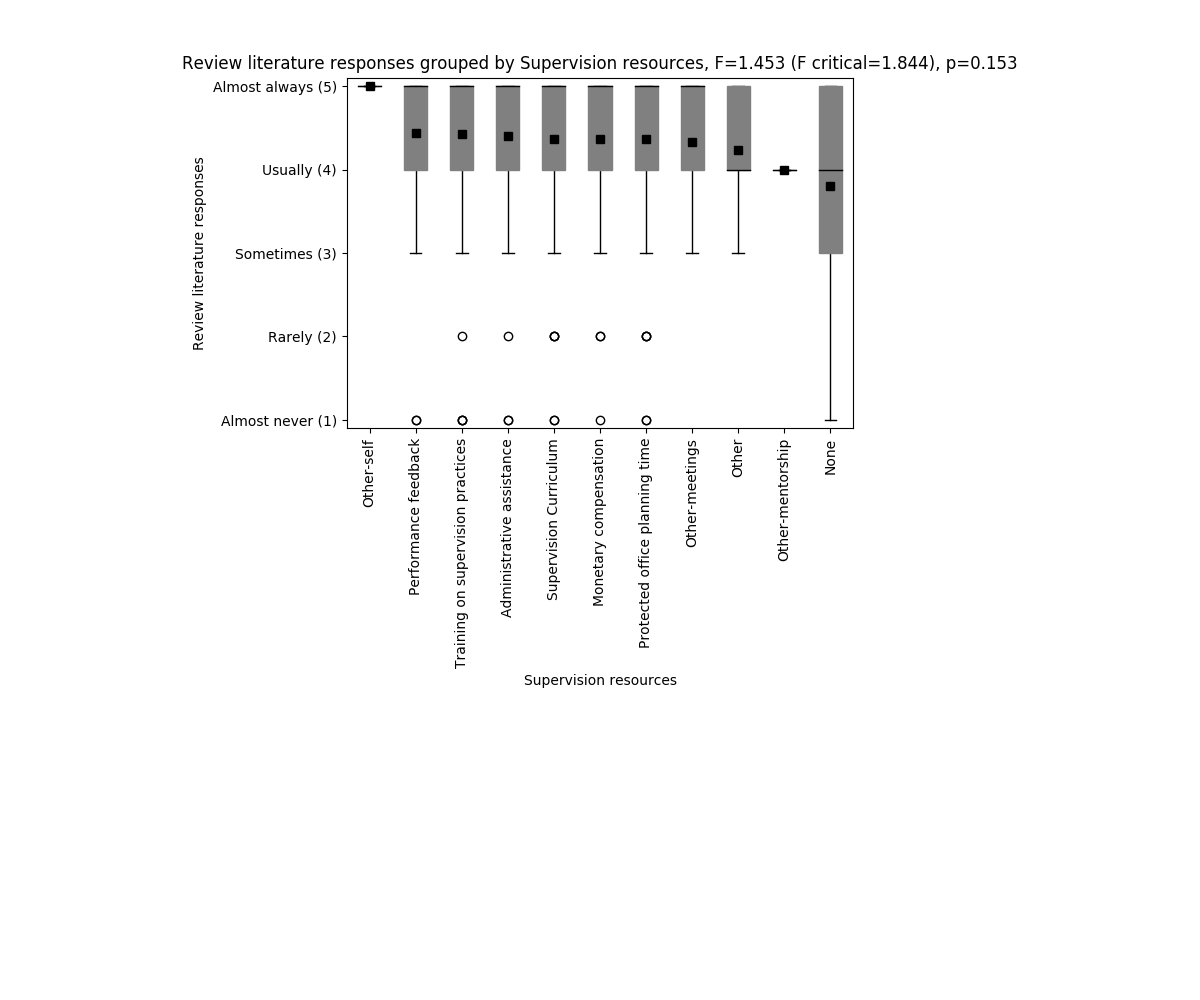 Review literature responses grouped by Supervision resources, F=1.453 (F critical=1.844), p=0.153
Review literature responses
Almost always (5)
Usually (4)
Sometimes (3)
Rarely (2)
Almost never (1)
Other-self
Performance feedback
Training on supervision practices
Administrative assistance
Supervision Curriculum
Monetary compensation
Protected office planning time
Other-meetings
Other
Other-mentorship
None
Supervision resources